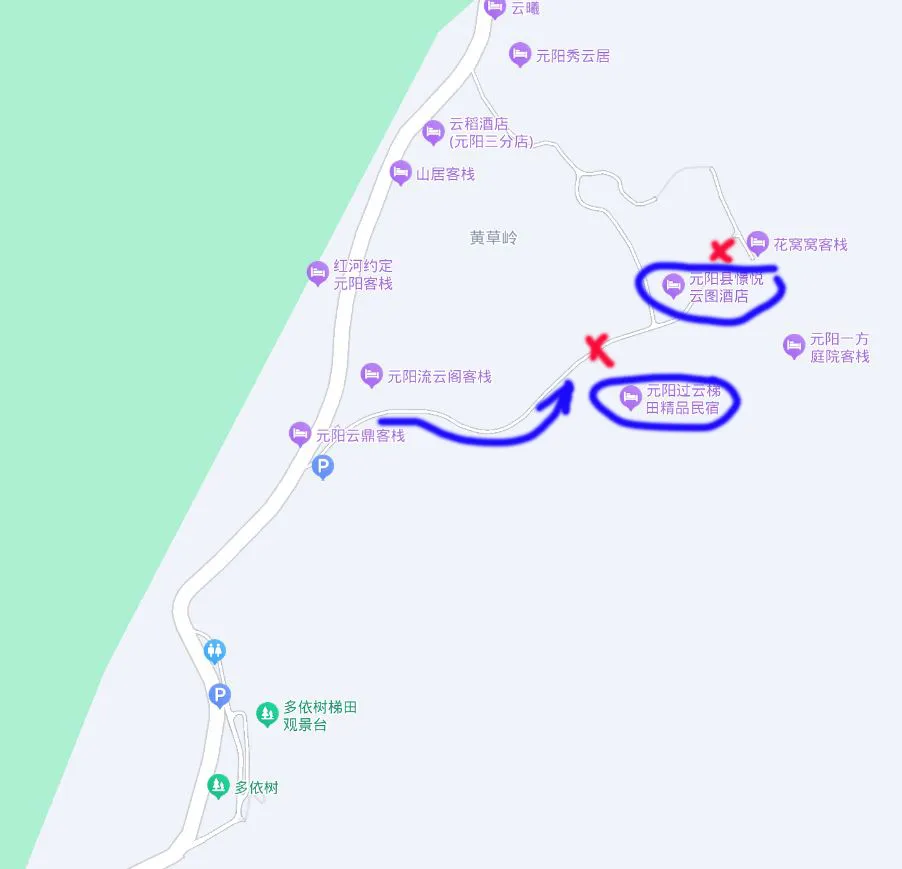 云曦
元阳秀云居
云稻酒店
(元阳三分店)
山居客栈
黄草岭
花窝窝客栈
红河约定
元阳客栈
元阳县憬悦
云图酒店
元阳一方
庭院客栈
元阳流云阁客栈
元阳过云梯
田精品民宿
元阳云鼎客栈
P
P
多依树梯田
观景台
多依树